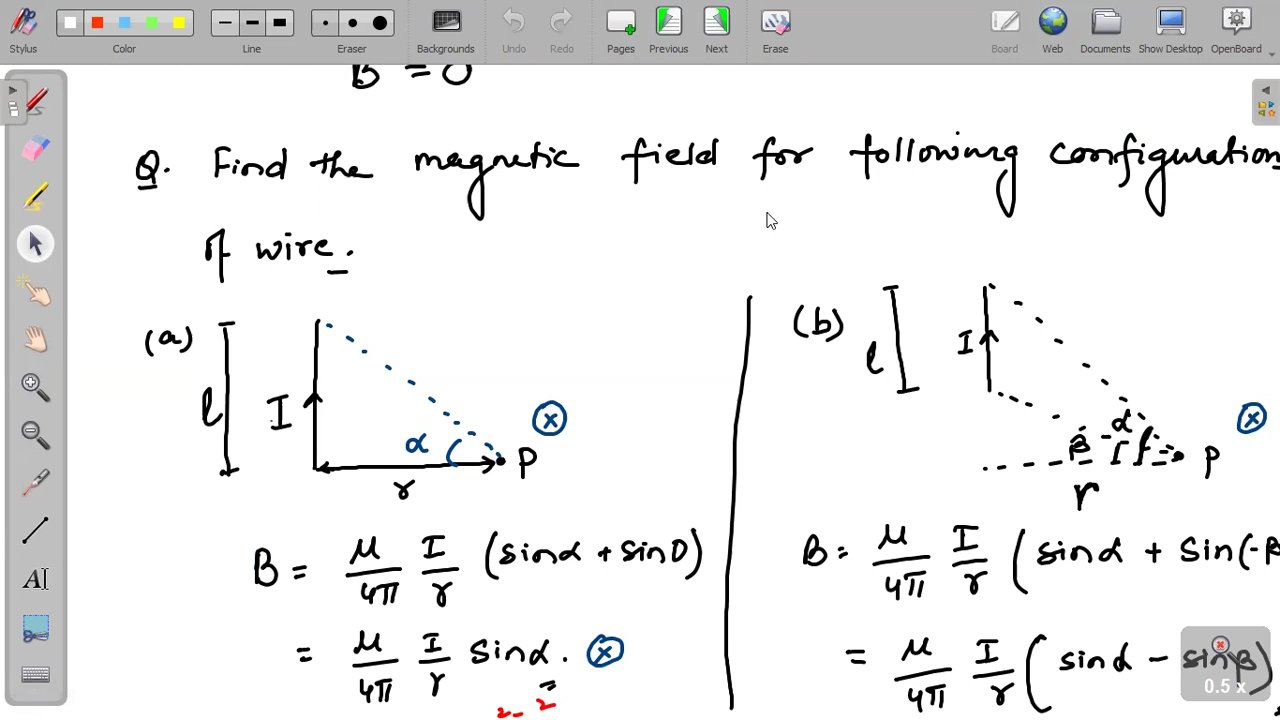 Stylus Color Line Eraser Backgrounds Undo Redo Pages Previous Next Erase Board Web Documents Show Desktop OpenBoard
B = 0
Q. Find the magnetic field for following configuration
of wire.
(a) l I α r P ⊗
B = μ/4π I/r (sinα + sin0)
= μ/4π I/r sinα. ⊗
(b) l I β α r P ⊗
B = μ/4π I/r (sinα + Sin(-β
= μ/4π I/r (sinα - sinβ)
0.5 x